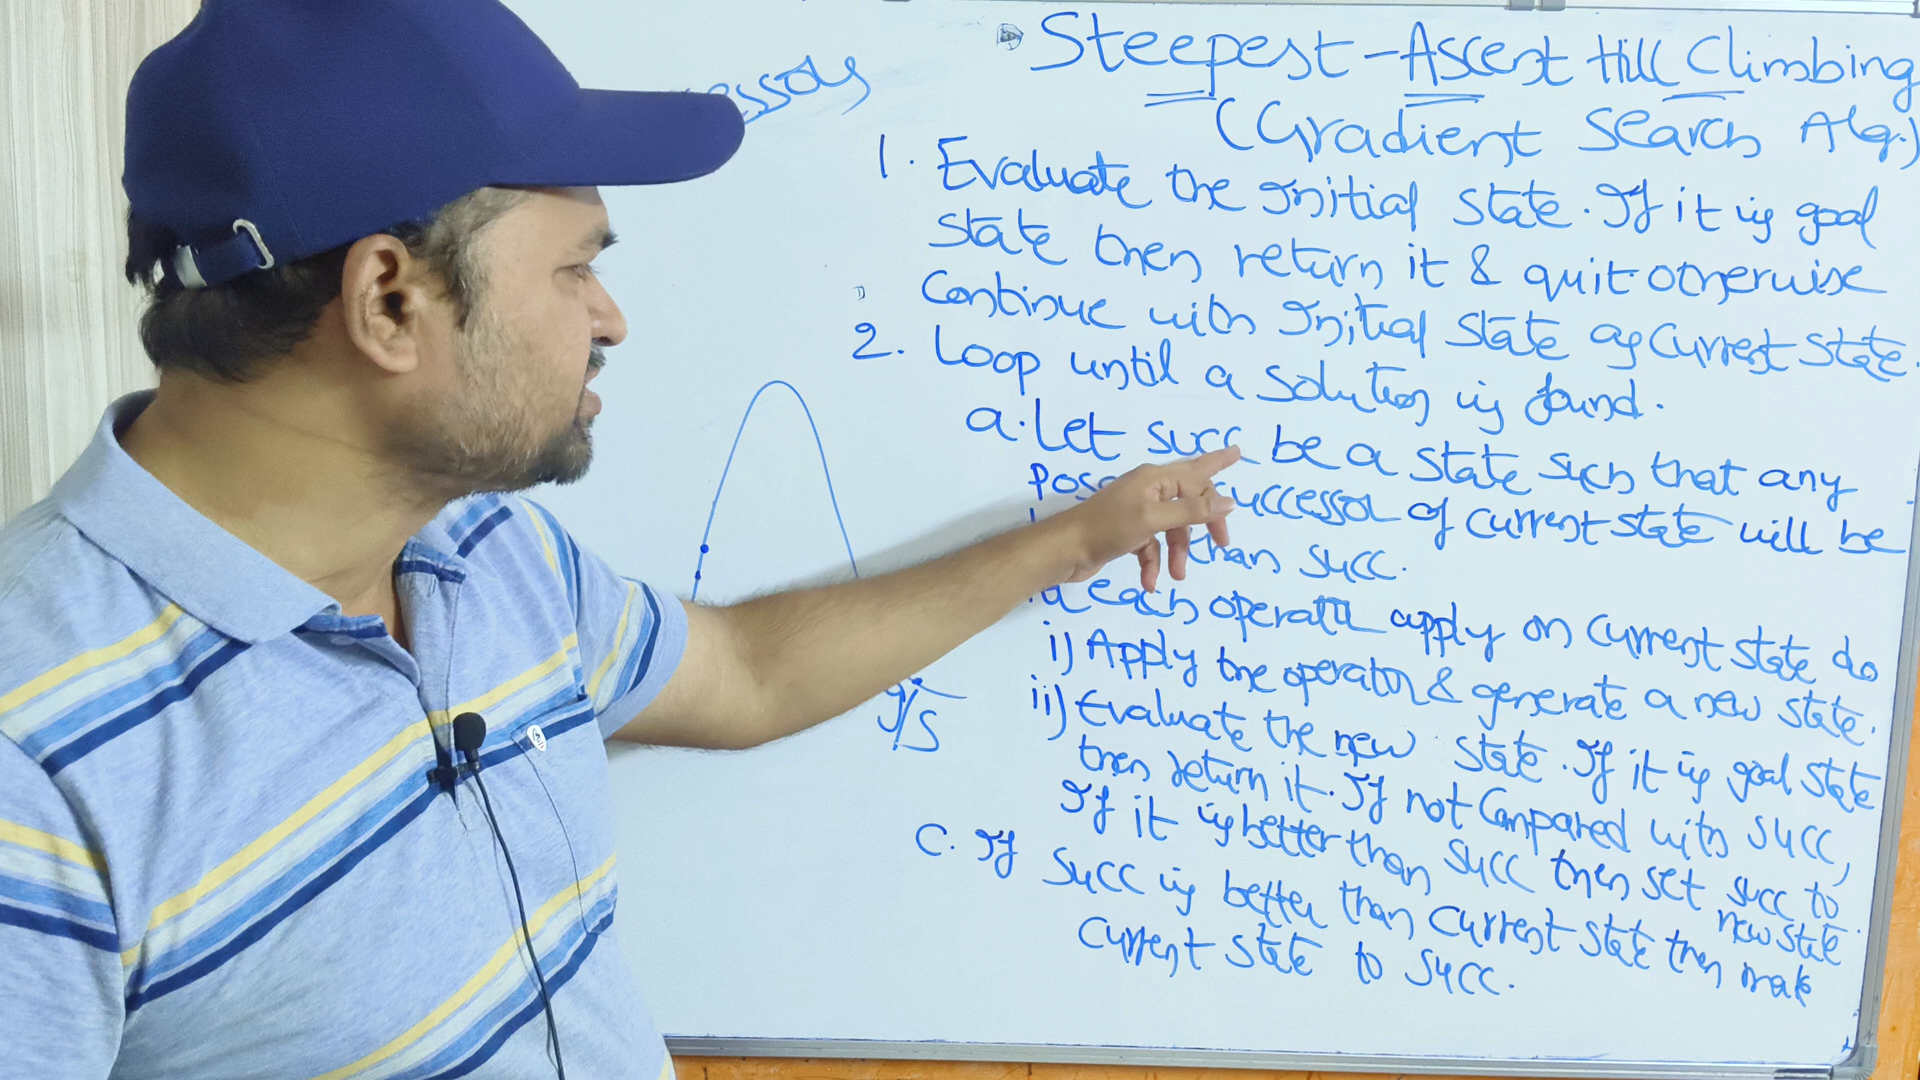 Steepest-Ascent Hill Climbing
(Gradient Search Alg.)
1. Evaluate the Initial State. If it is goal
state then return it & quit otherwise
Continue with Initial State as Current State.
2. Loop until a solution is found.
a. Let succ be a state such that any
successor of current state will be
than succ.
each operator apply on current state do
i) Apply the operator & generate a new state.
ii) Evaluate the new state. If it is goal state
then return it. If not Compared with succ,
If it is better than succ then set succ to
new state
C. If succ is better than current state then make
current state to succ.
g/s